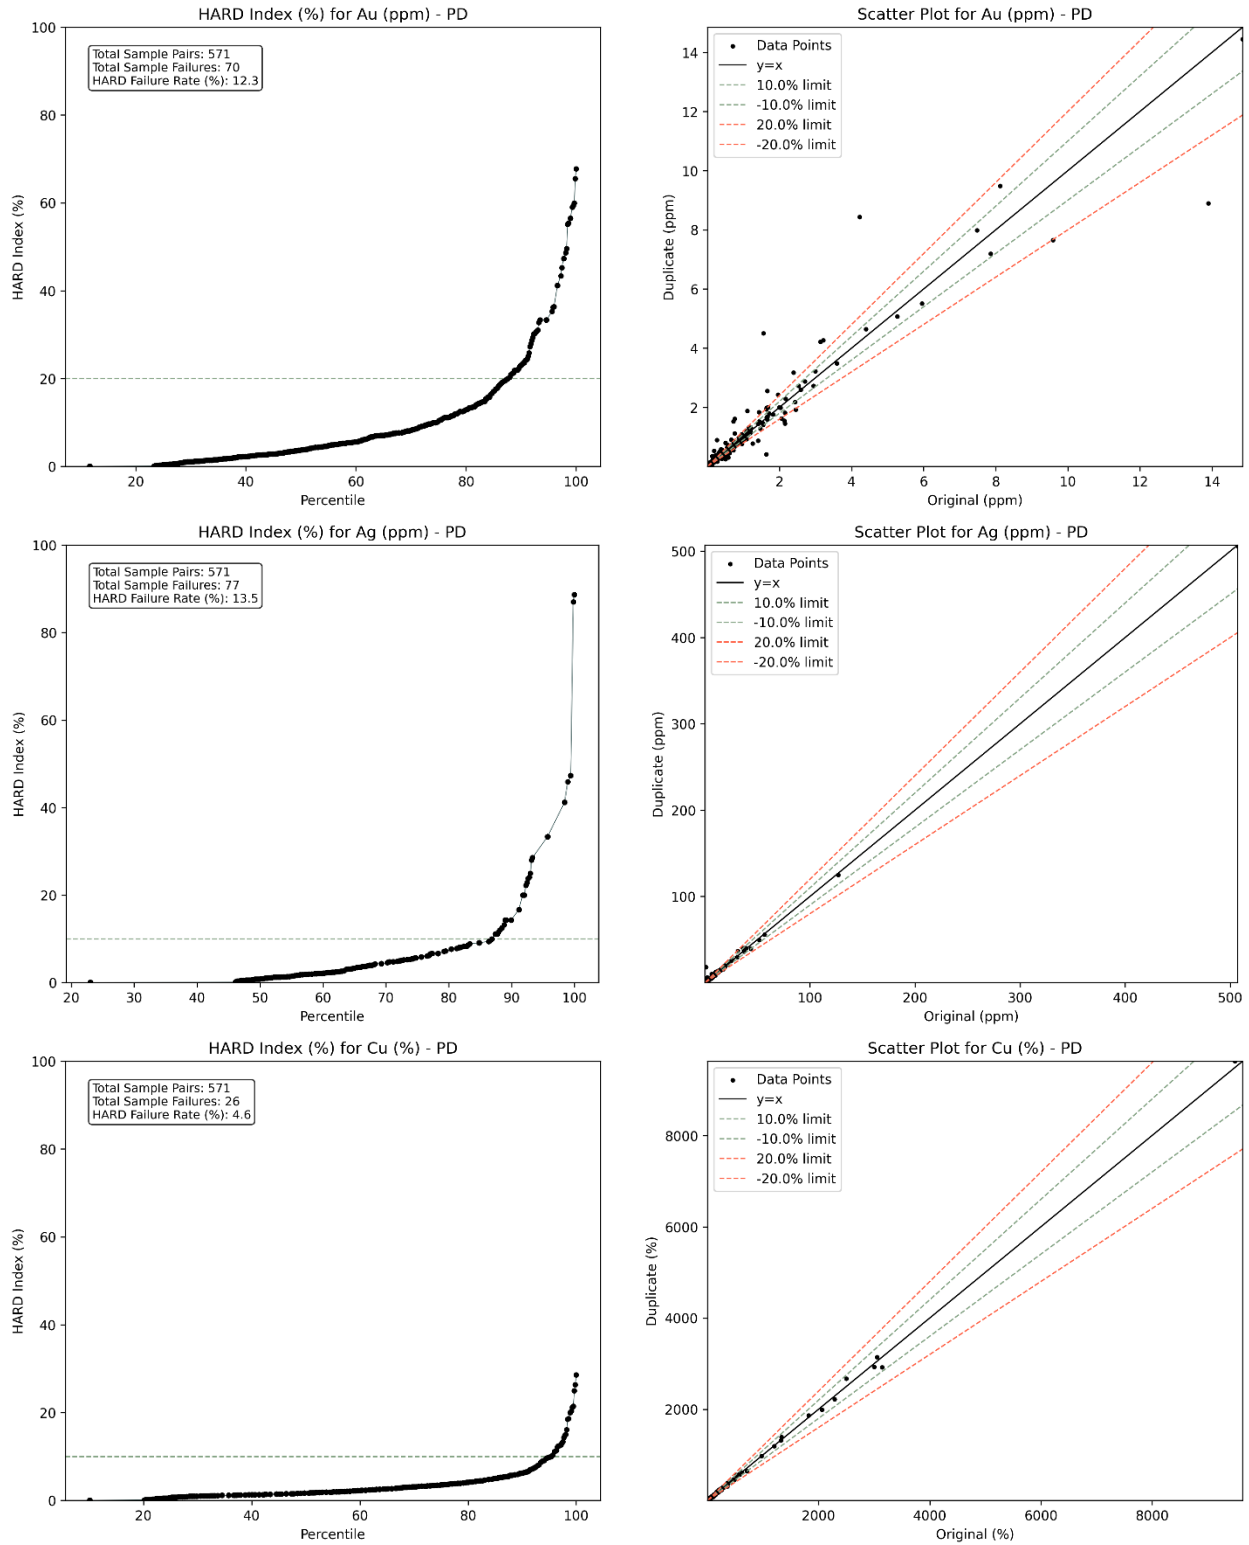 HARD Index (%) for Au (ppm) - PD
100
80
60
40
20
0
HARD Index (%)
Total Sample Pairs: 571
Total Sample Failures: 70
HARD Failure Rate (%): 12.3
20
40
60
80
100
Percentile
Scatter Plot for Au (ppm) - PD
14
12
10
8
6
4
2
Duplicate (ppm)
Data Points
y=x
10.0% limit
-10.0% limit
20.0% limit
-20.0% limit
2
4
6
8
10
12
14
Original (ppm)
HARD Index (%) for Ag (ppm) - PD
100
80
60
40
20
0
HARD Index (%)
Total Sample Pairs: 571
Total Sample Failures: 77
HARD Failure Rate (%): 13.5
20
30
40
50
60
70
80
90
100
Percentile
Scatter Plot for Ag (ppm) - PD
500
400
300
200
100
Duplicate (ppm)
Data Points
y=x
10.0% limit
-10.0% limit
20.0% limit
-20.0% limit
100
200
300
400
500
Original (ppm)
HARD Index (%) for Cu (%) - PD
100
80
60
40
20
0
HARD Index (%)
Total Sample Pairs: 571
Total Sample Failures: 26
HARD Failure Rate (%): 4.6
20
40
60
80
100
Percentile
Scatter Plot for Cu (%) - PD
8000
6000
4000
2000
Duplicate (%)
Data Points
y=x
10.0% limit
-10.0% limit
20.0% limit
-20.0% limit
2000
4000
6000
8000
Original (%)